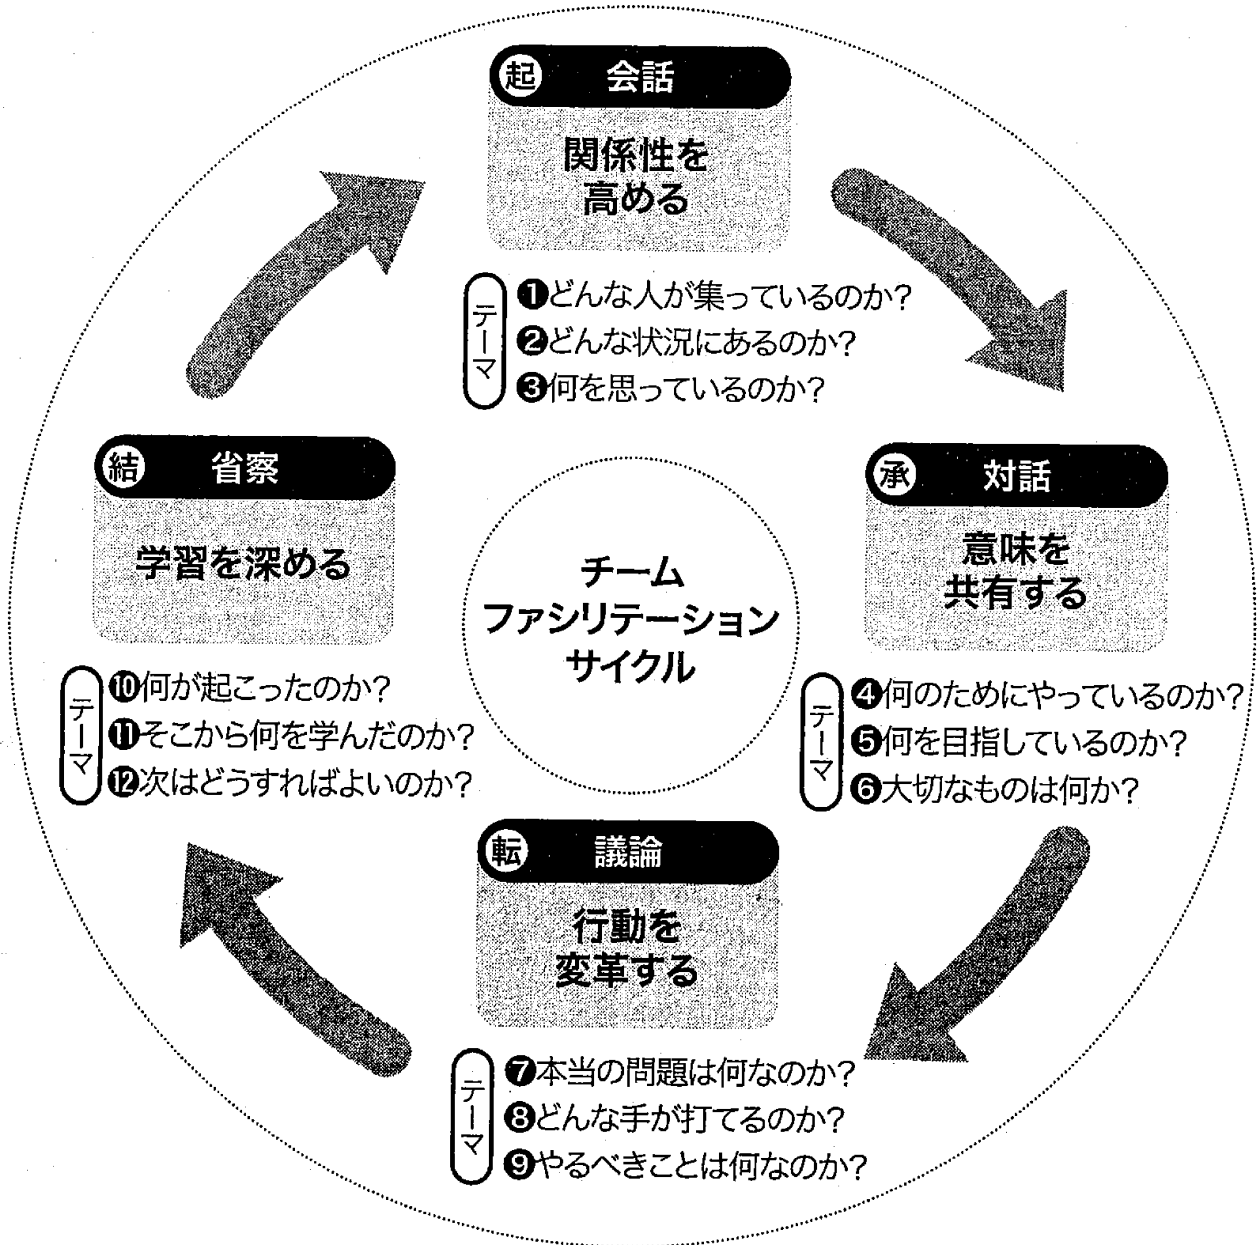 起 会話
関係性を
高める
テーマ
❶どんな人が集っているのか?
❷どんな状況にあるのか?
❸何を思っているのか?
承 対話
意味を
共有する
テーマ
❹何のためにやっているのか?
❺何を目指しているのか?
❻大切なものは何か?
転 議論
行動を
変革する
テーマ
❼本当の問題は何なのか?
❽どんな手が打てるのか?
❾やるべきことは何なのか?
結 省察
学習を深める
テーマ
❿何が起こったのか?
⓫そこから何を学んだのか?
⓬次はどうすればよいのか?
チーム
ファシリテーション
サイクル